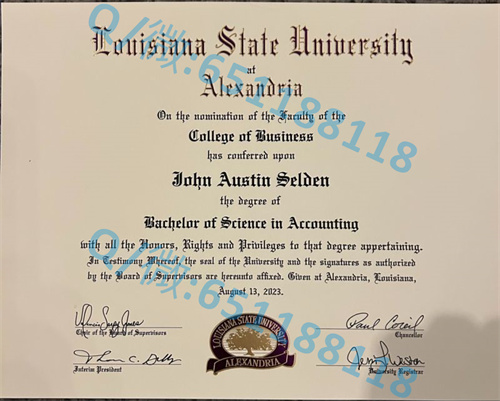 Louisiana State University
at
Alexandria
On the nomination of the Faculty of the
College of Business
has conferred upon
John Austin Selden
the degree of
Bachelor of Science in Accounting
with all the Honors, Rights and Privileges to that degree appertaining.
In Testimony Whereof, the seal of the University and the signatures as authorized
by the Board of Supervisors are hereunto affixed. Given at Alexandria, Louisiana,
August 13, 2023.
Chair of the Board of Supervisors
Paul Coreil
Chancellor
Interim President
University Registrar
LOUISIANA STATE UNIVERSITY
ALEXANDRIA
Q/微:651188118
Q/微:651188118